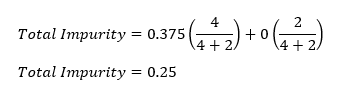 Total Impurity = 0.375 (4/(4 + 2)) + 0 (2/(4 + 2))
Total Impurity = 0.25